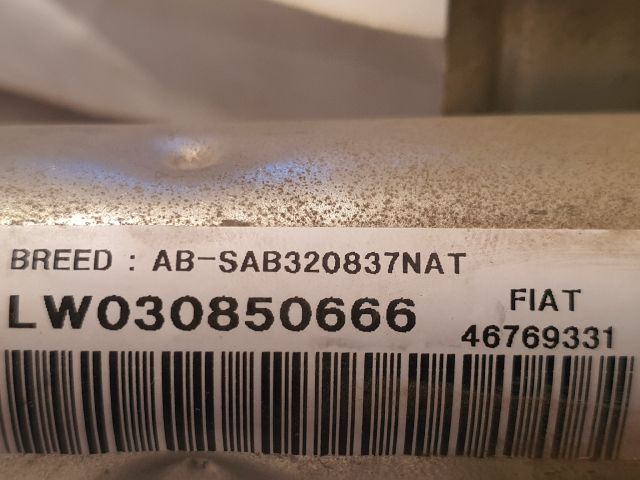 BREED : AB-SAB320837NAT
LW030850666
FIAT
46769331